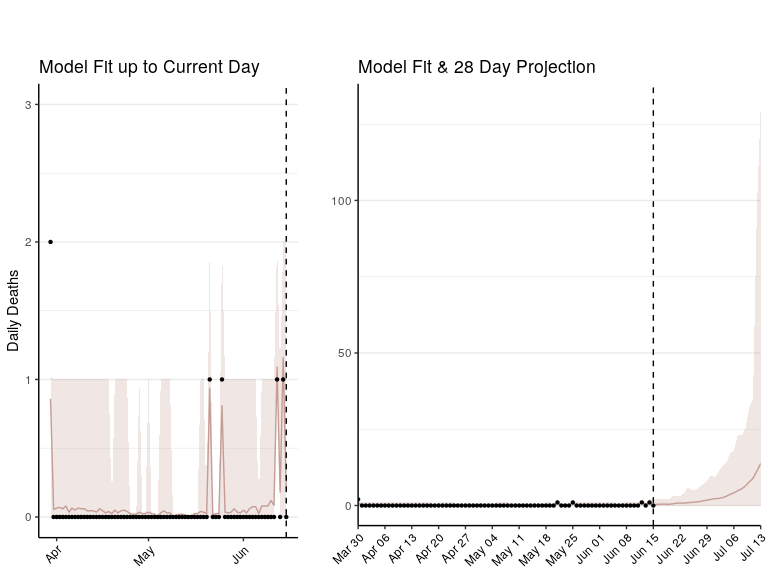 Model Fit up to Current Day
Daily Deaths
3
2
1
0
Apr
May
Jun
Model Fit & 28 Day Projection
100
50
0
Mar 30
Apr 06
Apr 13
Apr 20
Apr 27
May 04
May 11
May 18
May 25
Jun 01
Jun 08
Jun 15
Jun 22
Jun 29
Jul 06
Jul 13